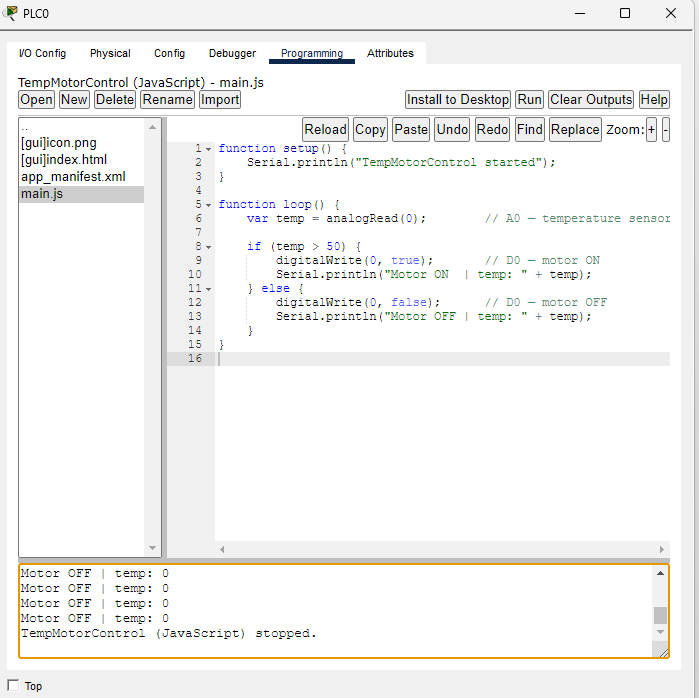 PLC0
I/O Config Physical Config Debugger Programming Attributes
TempMotorControl (JavaScript) - main.js
Open New Delete Rename Import Install to Desktop Run Clear Outputs Help
Reload Copy Paste Undo Redo Find Replace Zoom: + -
..
[gui]icon.png
[gui]index.html
app_manifest.xml
main.js
1 function setup() {
2     Serial.println("TempMotorControl started");
3 }
4
5 function loop() {
6     var temp = analogRead(0);        // A0 — temperature sensor
7
8     if (temp > 50) {
9         digitalWrite(0, true);       // D0 — motor ON
10         Serial.println("Motor ON  | temp: " + temp);
11     } else {
12         digitalWrite(0, false);      // D0 — motor OFF
13         Serial.println("Motor OFF | temp: " + temp);
14     }
15 }
16
Motor OFF | temp: 0
Motor OFF | temp: 0
Motor OFF | temp: 0
Motor OFF | temp: 0
TempMotorControl (JavaScript) stopped.
Top